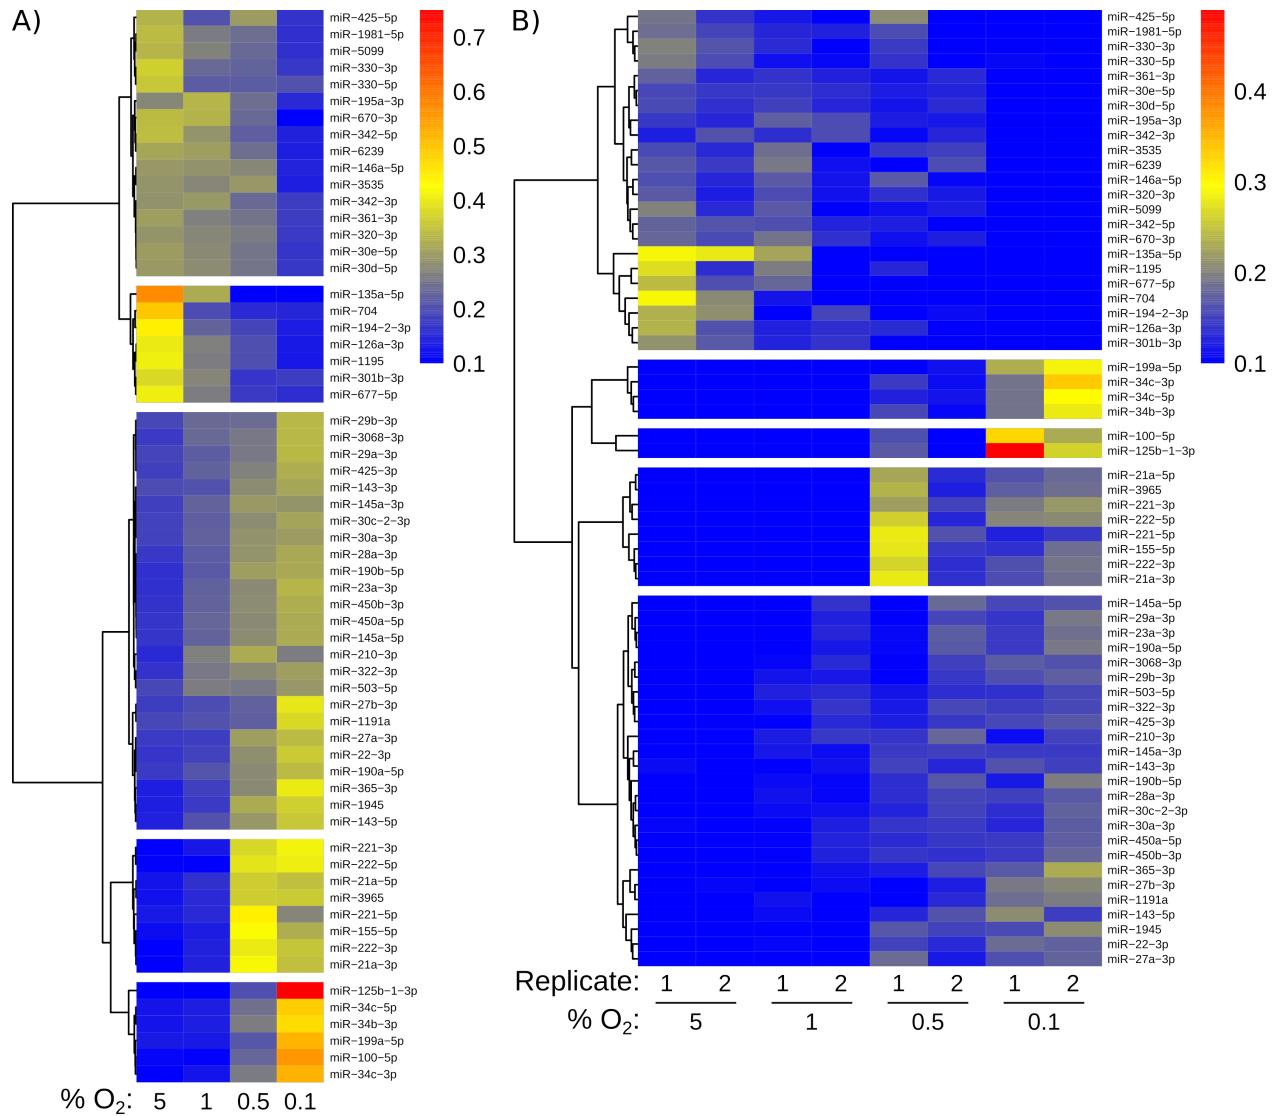 A)
miR−425−5p
miR−1981−5p
miR−5099
miR−330−3p
miR−330−5p
miR−195a−3p
miR−670−3p
miR−342−5p
miR−6239
miR−146a−5p
miR−3535
miR−342−3p
miR−361−3p
miR−320−3p
miR−30e−5p
miR−30d−5p
miR−135a−5p
miR−704
miR−194−2−3p
miR−126a−3p
miR−1195
miR−301b−3p
miR−677−5p
miR−29b−3p
miR−3068−3p
miR−29a−3p
miR−425−3p
miR−143−3p
miR−145a−3p
miR−30c−2−3p
miR−30a−3p
miR−28a−3p
miR−190b−5p
miR−23a−3p
miR−450b−3p
miR−450a−5p
miR−145a−5p
miR−210−3p
miR−322−3p
miR−503−5p
miR−27b−3p
miR−1191a
miR−27a−3p
miR−22−3p
miR−190a−5p
miR−365−3p
miR−1945
miR−143−5p
miR−221−3p
miR−222−5p
miR−21a−5p
miR−3965
miR−221−5p
miR−155−5p
miR−222−3p
miR−21a−3p
miR−125b−1−3p
miR−34c−5p
miR−34b−3p
miR−199a−5p
miR−100−5p
miR−34c−3p
% O₂: 5 1 0.5 0.1
0.7
0.6
0.5
0.4
0.3
0.2
0.1
B)
miR−425−5p
miR−1981−5p
miR−330−3p
miR−330−5p
miR−361−3p
miR−30e−5p
miR−30d−5p
miR−195a−3p
miR−342−3p
miR−3535
miR−6239
miR−146a−5p
miR−320−3p
miR−5099
miR−342−5p
miR−670−3p
miR−135a−5p
miR−1195
miR−677−5p
miR−704
miR−194−2−3p
miR−126a−3p
miR−301b−3p
miR−199a−5p
miR−34c−3p
miR−34c−5p
miR−34b−3p
miR−100−5p
miR−125b−1−3p
miR−21a−5p
miR−3965
miR−221−3p
miR−222−5p
miR−221−5p
miR−155−5p
miR−222−3p
miR−21a−3p
miR−145a−5p
miR−29a−3p
miR−23a−3p
miR−190a−5p
miR−3068−3p
miR−29b−3p
miR−503−5p
miR−322−3p
miR−425−3p
miR−210−3p
miR−145a−3p
miR−143−3p
miR−190b−5p
miR−28a−3p
miR−30c−2−3p
miR−30a−3p
miR−450a−5p
miR−450b−3p
miR−365−3p
miR−27b−3p
miR−1191a
miR−143−5p
miR−1945
miR−22−3p
miR−27a−3p
Replicate: 1 2 1 2 1 2 1 2
% O₂: 5 1 0.5 0.1
0.4
0.3
0.2
0.1